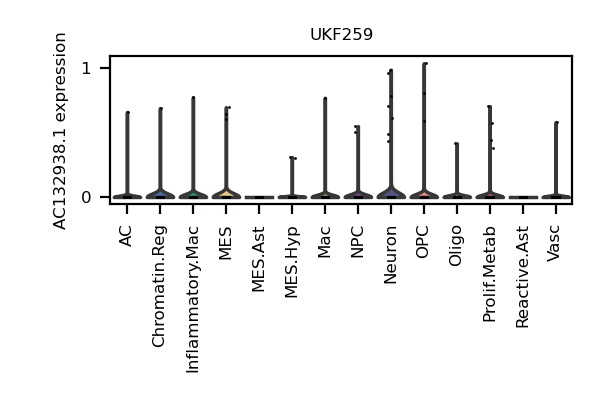 UKF259
AC132938.1 expression
1
0
AC
Chromatin.Reg
Inflammatory.Mac
MES
MES.Ast
MES.Hyp
Mac
NPC
Neuron
OPC
Oligo
Prolif.Metab
Reactive.Ast
Vasc